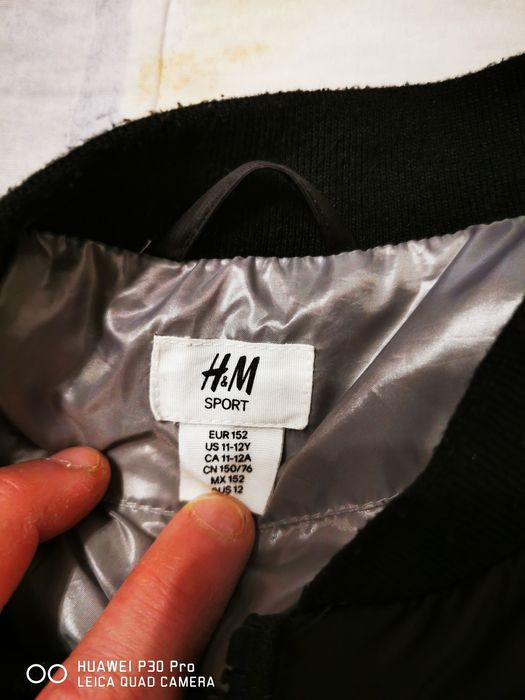 H&M
SPORT
EUR 152
US 11-12Y
CA 11-12A
CN 150/76
MX 152
12
HUAWEI P30 Pro
LEICA QUAD CAMERA